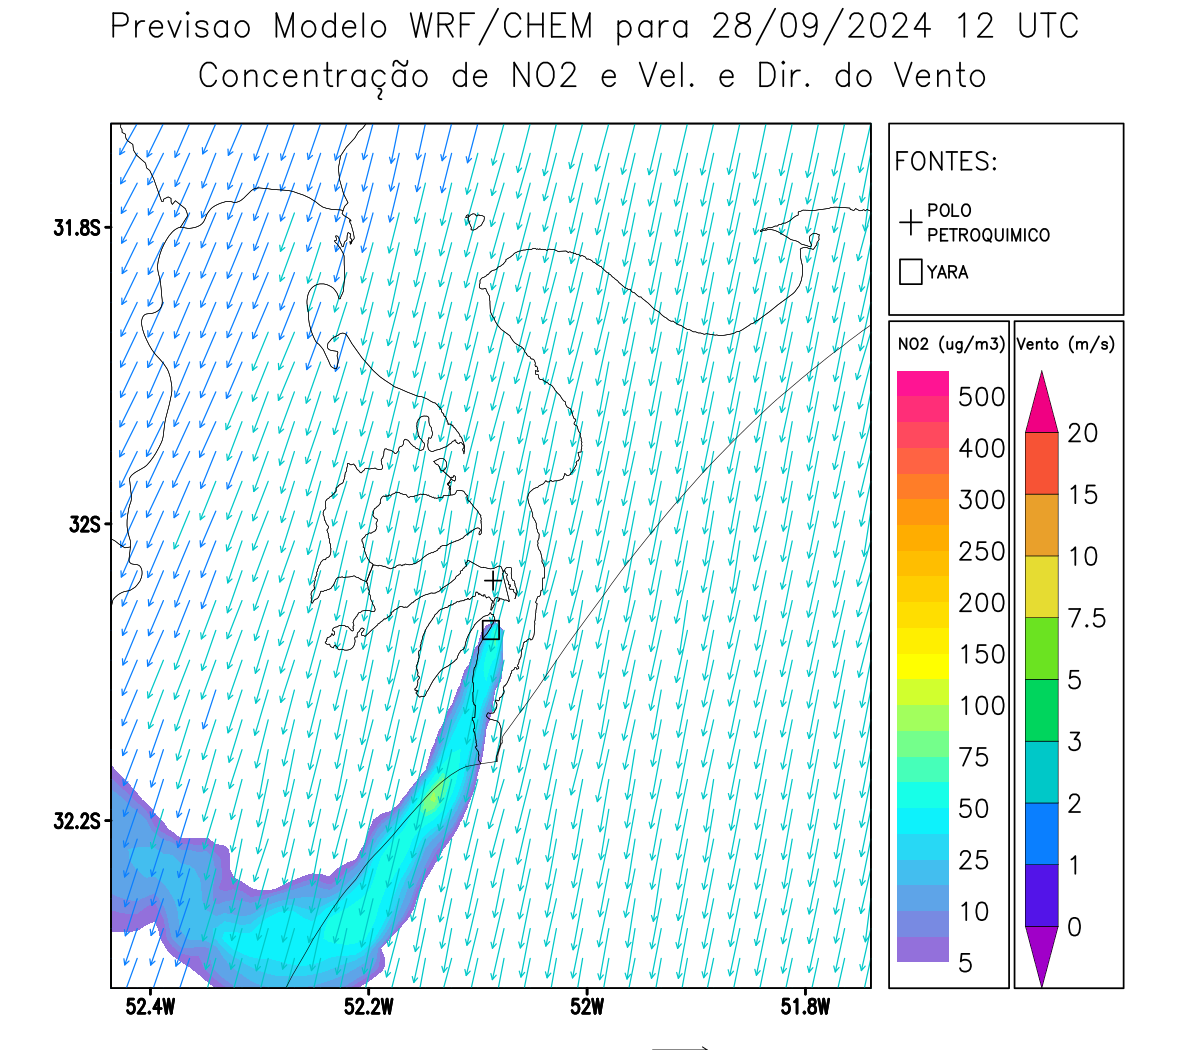 Previsao Modelo WRF/CHEM para 28/09/2024 12 UTC
Concentração de NO2 e Vel. e Dir. do Vento
FONTES:
POLO
PETROQUIMICO
YARA
NO2 (ug/m3)
500
400
300
250
200
150
100
75
50
25
10
5
Vento (m/s)
20
15
10
7.5
5
3
2
1
0
31.8S
32S
32.2S
52.4W
52.2W
52W
51.8W